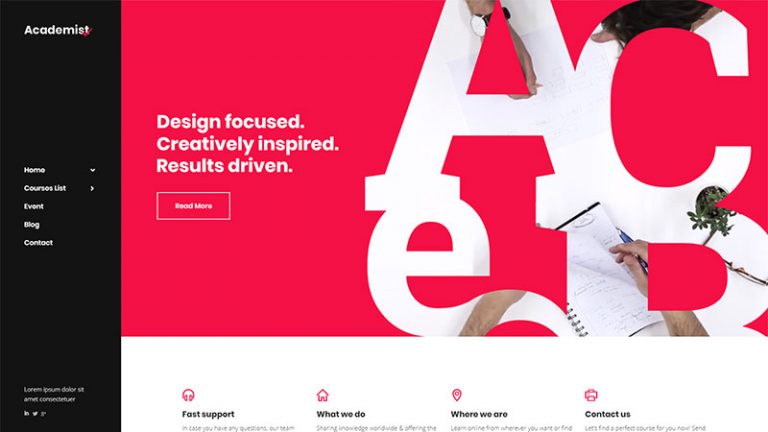 Academist
Home
Courses List
Event
Blog
Contact
Lorem ipsum dolor sit
amet consectetuer
Design focused.
Creatively inspired.
Results driven.
Read More
A C
e B
Fast support
In case you have any questions, our team
What we do
Sharing knowledge worldwide & offering the
Where we are
Learn online from wherever you want or find
Contact us
Let's find a perfect course for you now! Send